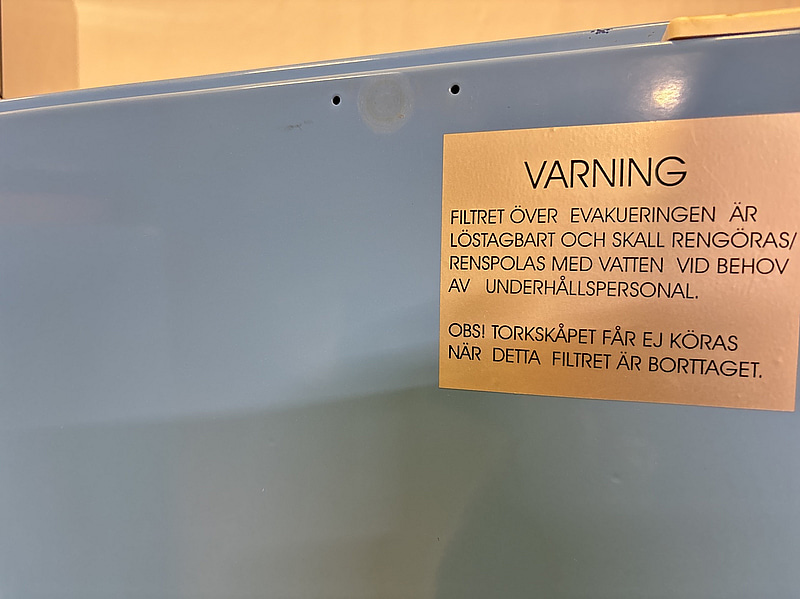 VARNING
FILTRET ÖVER EVAKUERINGEN ÄR
LÖSTAGBART OCH SKALL RENGÖRAS/
RENSPOLAS MED VATTEN VID BEHOV
AV UNDERHÅLLSPERSONAL.
OBS! TORKSKÅPET FÅR EJ KÖRAS
NÄR DETTA FILTRET ÄR BORTTAGET.